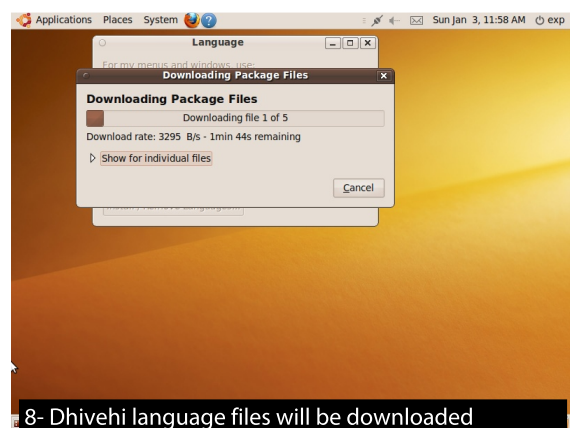 Applications Places System Sun Jan 3, 11:58 AM exp
Language
For my menus and windows, use:
Downloading Package Files
Downloading Package Files
Downloading file 1 of 5
Download rate: 3295 B/s - 1min 44s remaining
Show for individual files
Cancel
8- Dhivehi language files will be downloaded